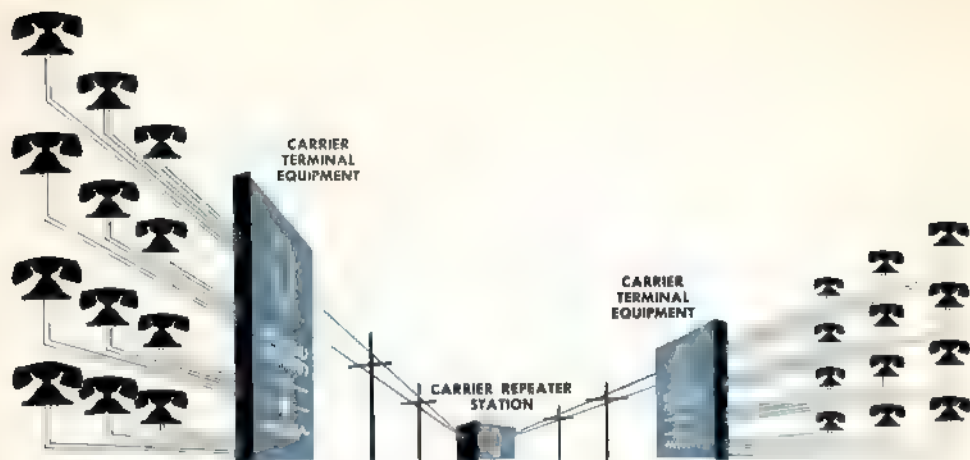 CARRIER
TERMINAL
EQUIPMENT
CARRIER
TERMINAL
EQUIPMENT
CARRIER REPEATER
STATION